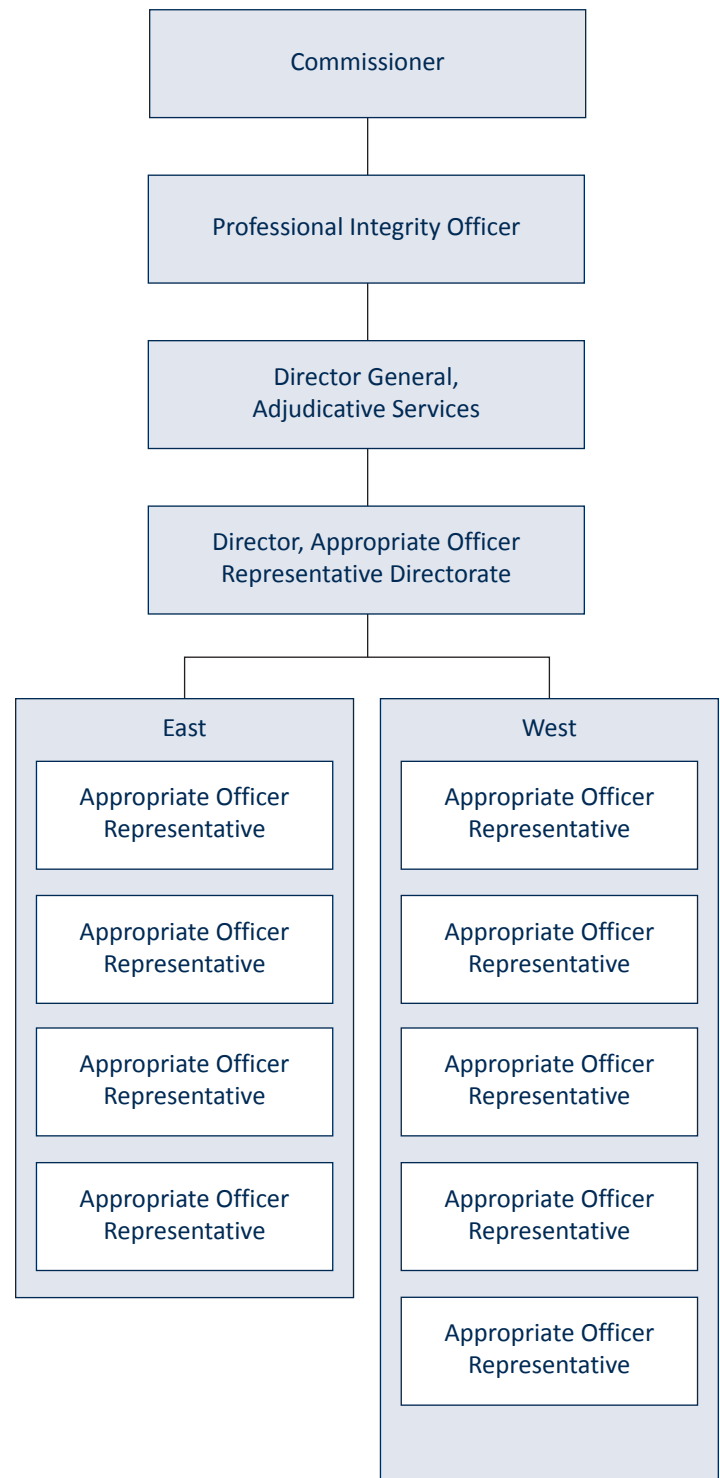 Commissioner
Professional Integrity Officer
Director General,
Adjudicative Services
Director, Appropriate Officer
Representative Directorate
East
Appropriate Officer
Representative
Appropriate Officer
Representative
Appropriate Officer
Representative
Appropriate Officer
Representative
West
Appropriate Officer
Representative
Appropriate Officer
Representative
Appropriate Officer
Representative
Appropriate Officer
Representative
Appropriate Officer
Representative